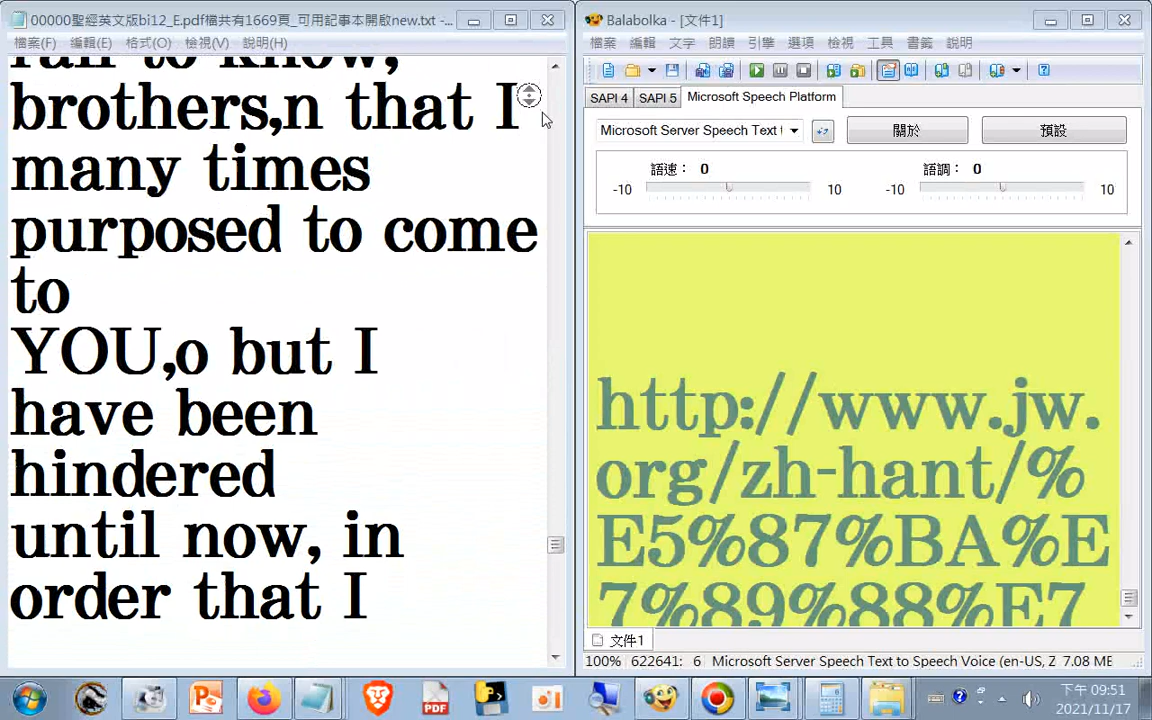 00000聖經英文版bi12_E.pdf檔共有1669頁_可用記事本開啟new.txt -...
檔案(F) 編輯(E) 格式(O) 檢視(V) 說明(H)
fail to know,
brothers,n that I
many times
purposed to come
to
YOU,o but I
have been
hindered
until now, in
order that I
Balabolka - [文件1]
檔案 編輯 文字 朗讀 引擎 選項 檢視 工具 書籤 說明
SAPI 4 SAPI 5 Microsoft Speech Platform
Microsoft Server Speech Text t 關於 預設
語速： 0 語調： 0
-10 10 -10 10
http://www.jw.
org/zh-hant/%
E5%87%BA%E
7%89%88%E7
文件1
100% 622641: 6 Microsoft Server Speech Text to Speech Voice (en-US, Z 7.08 ME
下午 09:51
2021/11/17